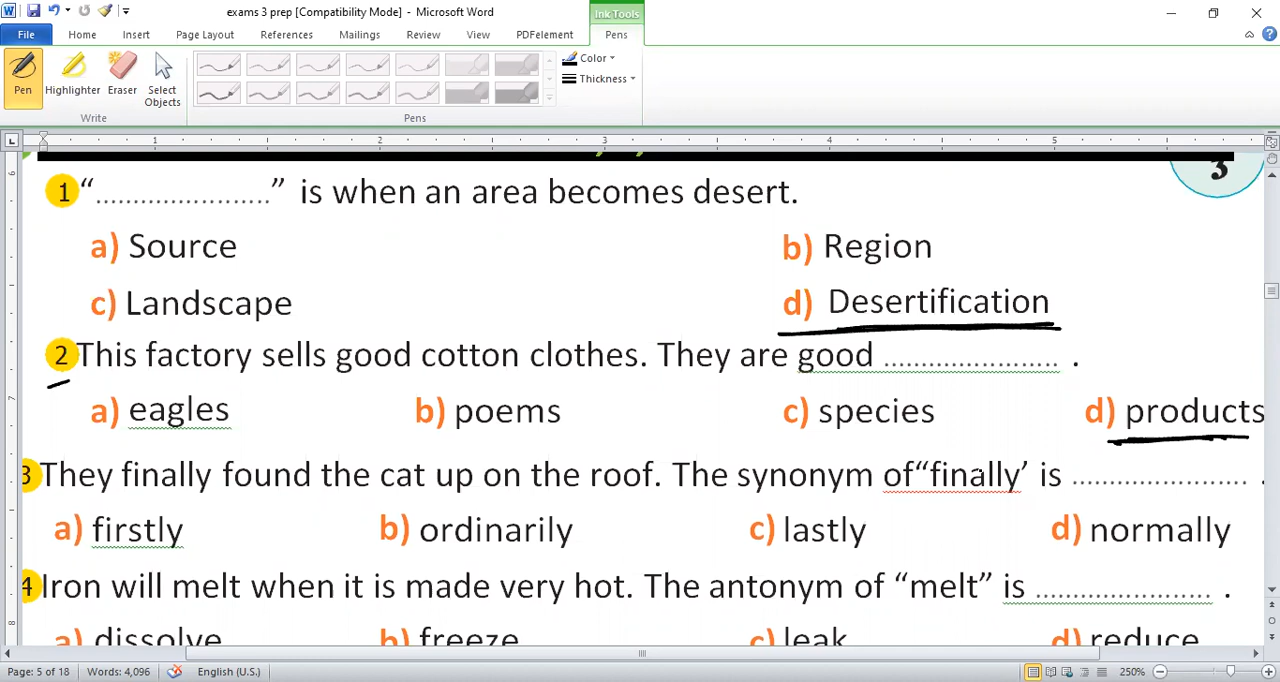 exams 3 prep [Compatibility Mode] - Microsoft Word
Ink Tools
File Home Insert Page Layout References Mailings Review View PDFelement Pens
Pen Highlighter Eraser Select Objects
Color
Thickness
Write
Pens
1 2 3 4 5
3
1 “.......................” is when an area becomes desert.
a) Source b) Region
c) Landscape d) Desertification
2 This factory sells good cotton clothes. They are good ....................... .
a) eagles b) poems c) species d) products
3 They finally found the cat up on the roof. The synonym of“finally’ is ....................... .
a) firstly b) ordinarily c) lastly d) normally
4 Iron will melt when it is made very hot. The antonym of “melt” is ....................... .
a) dissolve b) freeze c) leak d) reduce
Page: 5 of 18 Words: 4,096 English (U.S.) 250%